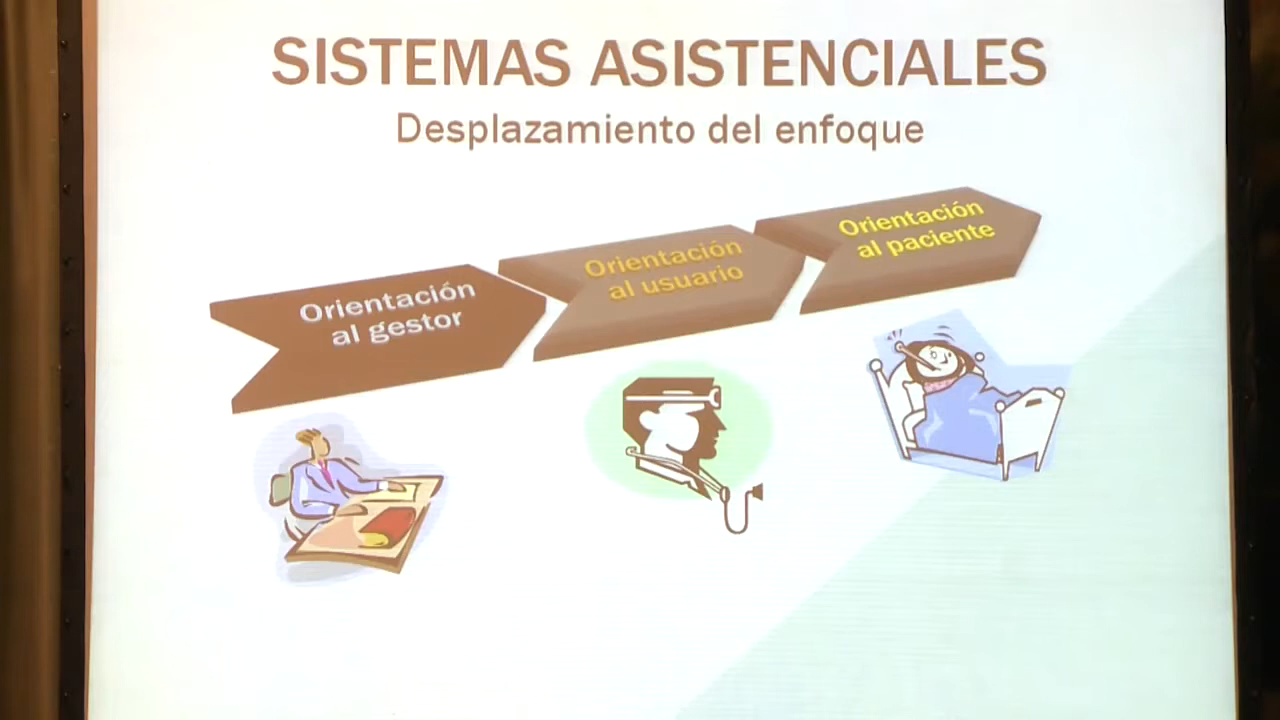 SISTEMAS ASISTENCIALES
Desplazamiento del enfoque
Orientación
al gestor
Orientación
al usuario
Orientación
al paciente